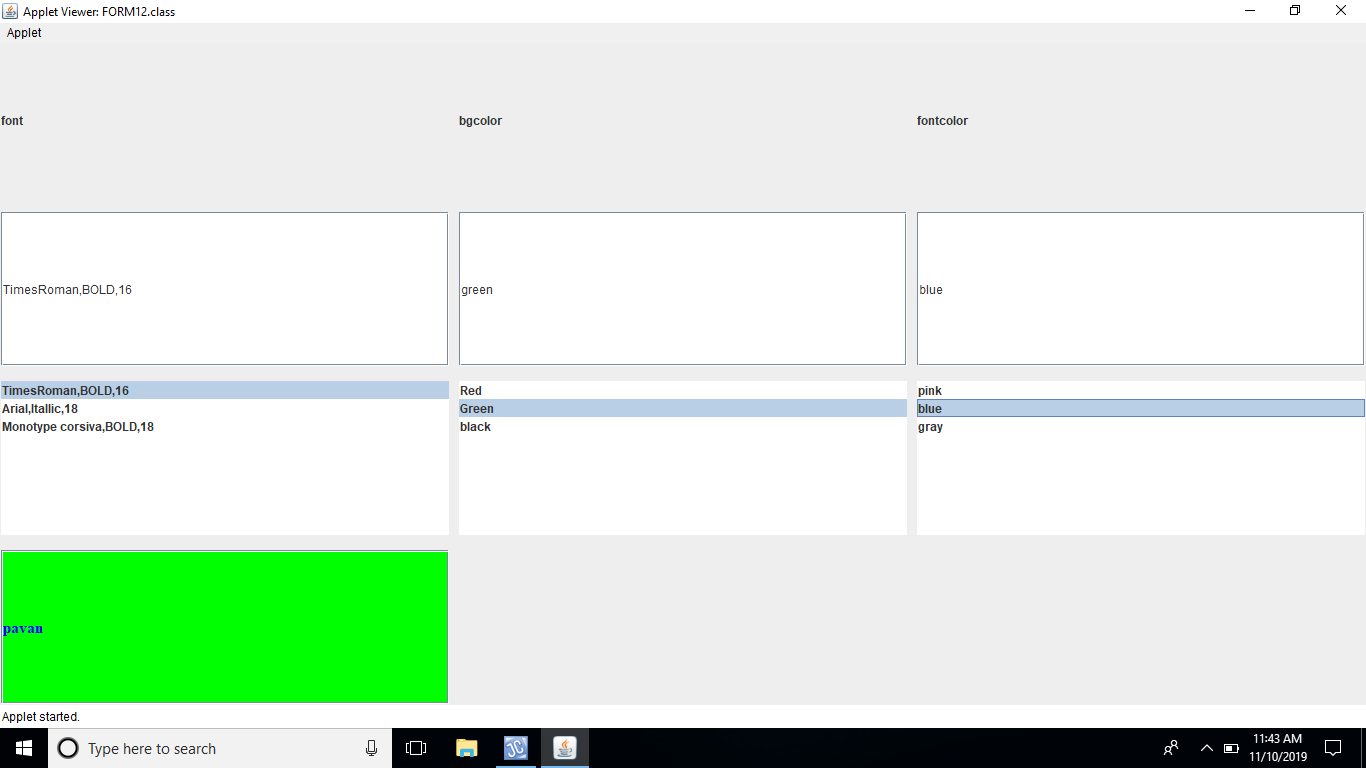 Applet Viewer: FORM12.class
Applet
font
bgcolor
fontcolor
TimesRoman,BOLD,16
green
blue
TimesRoman,BOLD,16
Arial,Itallic,18
Monotype corsiva,BOLD,18
Red
Green
black
pink
blue
gray
pavan
Applet started.
Type here to search
JC
11:43 AM
11/10/2019